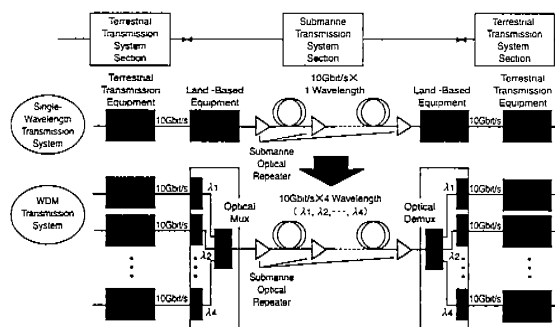 Terrestrial
Transmission
System
Section
Submarine
Transmission
System
Section
Terrestrial
Transmission
System
Section
Terrestrial
Transmission
Equipment
Land-Based
Equipment
10Gbit/s×
1 Wavelength
Land-Based
Equipment
Terrestrial
Transmission
Equipment
Single-
Wavelength
Transmission
System
10Gbit/s
10Gbit/s
Submarine
Optical
Repeater
WDM
Transmission
System
10Gbit/s
λ1
Optical
Mux
10Gbit/s×4 Wavelength
(λ1, λ2,···, λ4)
Optical
Demux
λ1
10Gbit/s
10Gbit/s
λ2
λ2
10Gbit/s
Submarine
Optical
Repeater
10Gbit/s
λ4
λ4
10Gbit/s